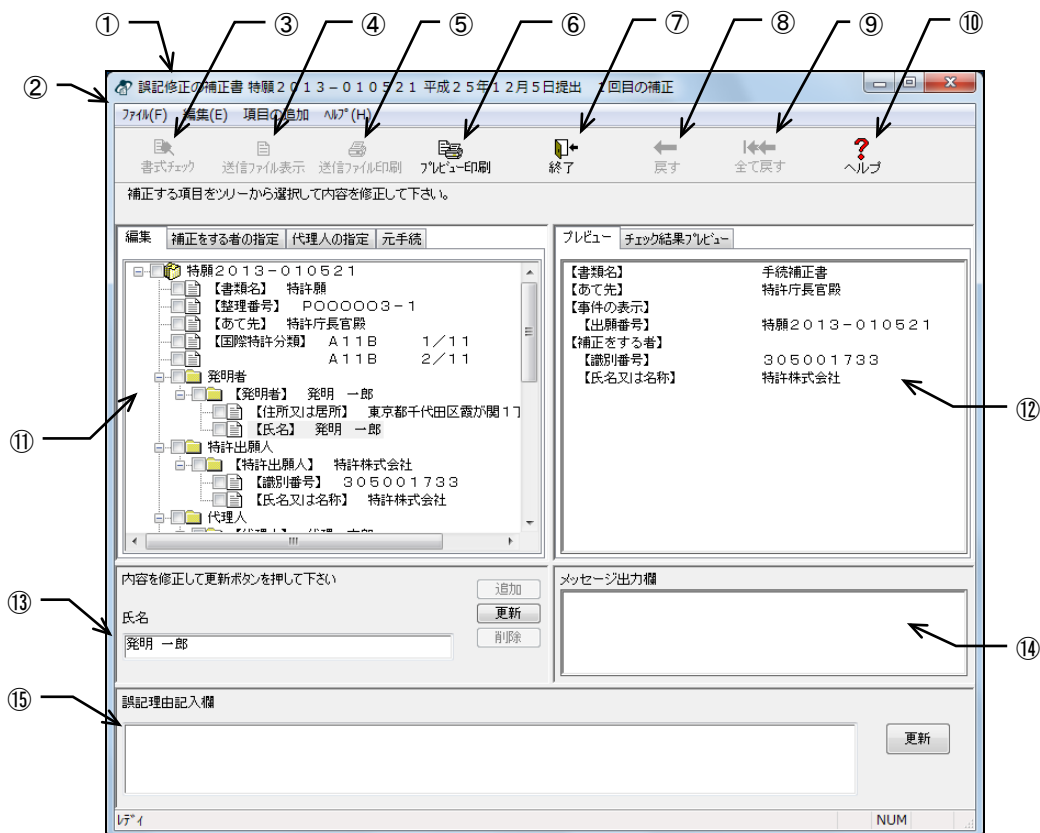 ① ③ ④ ⑤ ⑥ ⑦ ⑧ ⑨ ⑩
②
誤記修正の補正書 特願２０１３－０１０５２１ 平成２５年１２月５日提出 １回目の補正
ﾌｧｲﾙ(F) 編集(E) 項目の追加 ﾍﾙﾌﾟ(H)
書式ﾁｪｯｸ 送信ﾌｧｲﾙ表示 送信ﾌｧｲﾙ印刷 ﾌﾟﾚﾋﾞｭｰ印刷 終了 戻す 全て戻す ヘルプ
補正する項目をツリーから選択して内容を修正して下さい。
編集 補正をする者の指定 代理人の指定 元手続
特願２０１３－０１０５２１
【書類名】 特許願
【整理番号】 Ｐ０００００３－１
【あて先】 特許庁長官殿
【国際特許分類】 Ａ１１Ｂ １／１１
Ａ１１Ｂ ２／１１
発明者
【発明者】 発明 一郎
【住所又は居所】 東京都千代田区霞が関１丁
【氏名】 発明 一郎
特許出願人
【特許出願人】 特許株式会社
【識別番号】 ３０５００１７３３
【氏名又は名称】 特許株式会社
代理人
⑪
プレビュー ﾁｪｯｸ結果ﾌﾟﾚﾋﾞｭｰ
【書類名】 手続補正書
【あて先】 特許庁長官殿
【事件の表示】
【出願番号】 特願２０１３－０１０５２１
【補正をする者】
【識別番号】 ３０５００１７３３
【氏名又は名称】 特許株式会社
⑫
内容を修正して更新ボタンを押して下さい
追加
氏名
更新
⑬
発明 一郎
削除
メッセージ出力欄
⑭
⑮
誤記理由記入欄
更新
ﾚﾃﾞｨ NUM